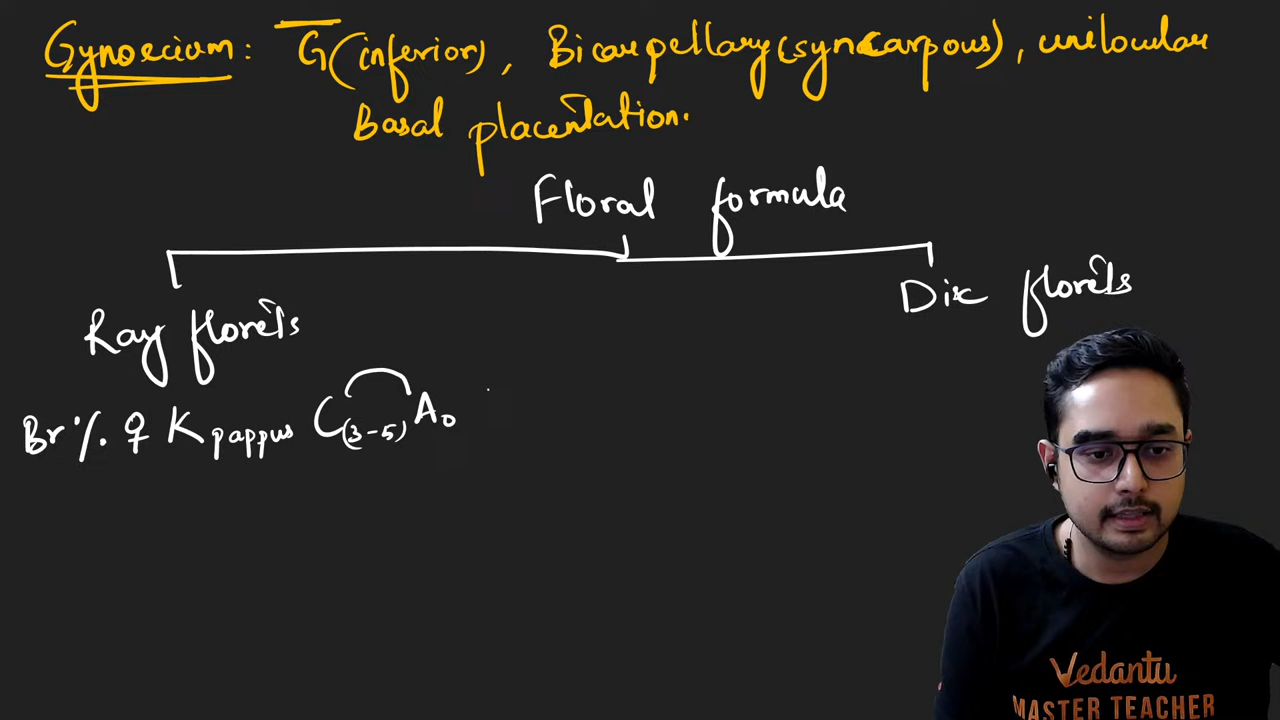 Gynoecium: G̅(inferior), Bicarpellary(syncarpous), unilocular
Basal placentation.
Floral formula
Ray florets
Disc florets
Br % ♀ K pappus C(3-5) A0
Vedantu
MASTER TEACHER